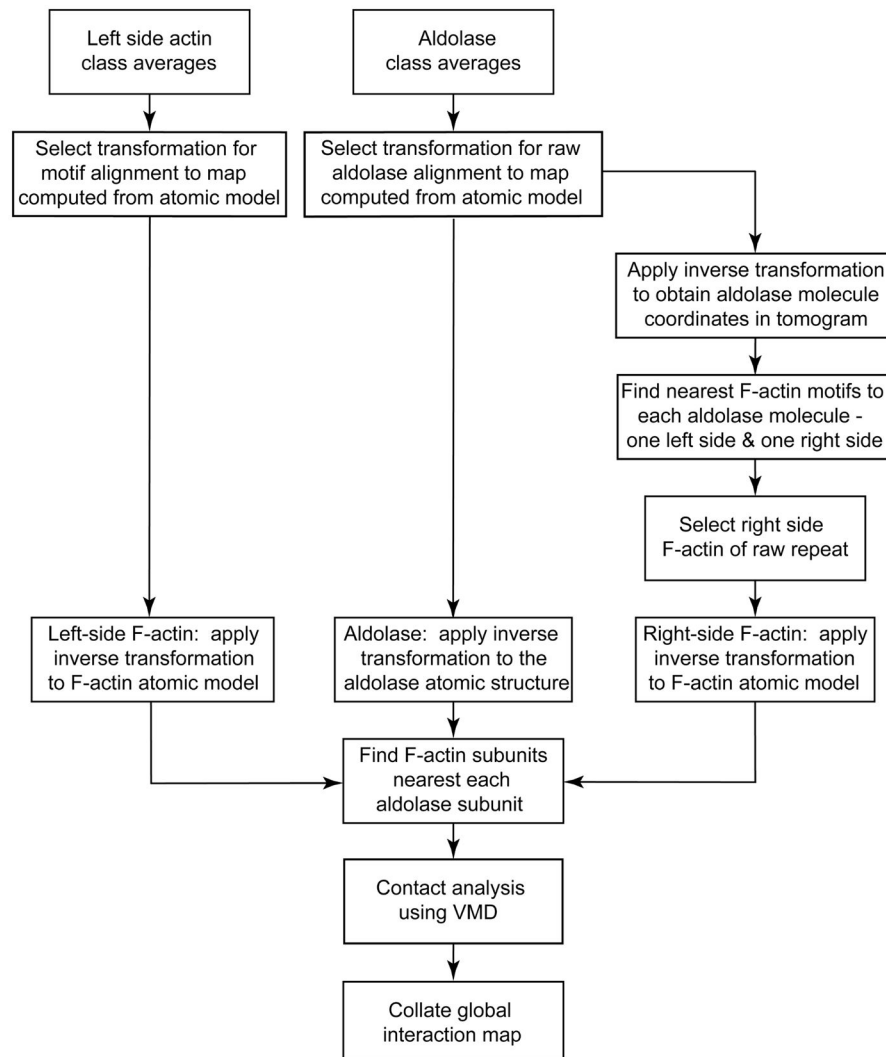 Left side actin
class averages
Aldolase
class averages
Select transformation for
motif alignment to map
computed from atomic model
Select transformation for raw
aldolase alignment to map
computed from atomic model
Apply inverse transformation
to obtain aldolase molecule
coordinates in tomogram
Find nearest F-actin motifs to
each aldolase molecule -
one left side & one right side
Select right side
F-actin of raw repeat
Left-side F-actin: apply
inverse transformation
to F-actin atomic model
Aldolase: apply inverse
transformation to the
aldolase atomic structure
Right-side F-actin: apply
inverse transformation
to F-actin atomic model
Find F-actin subunits
nearest each
aldolase subunit
Contact analysis
using VMD
Collate global
interaction map